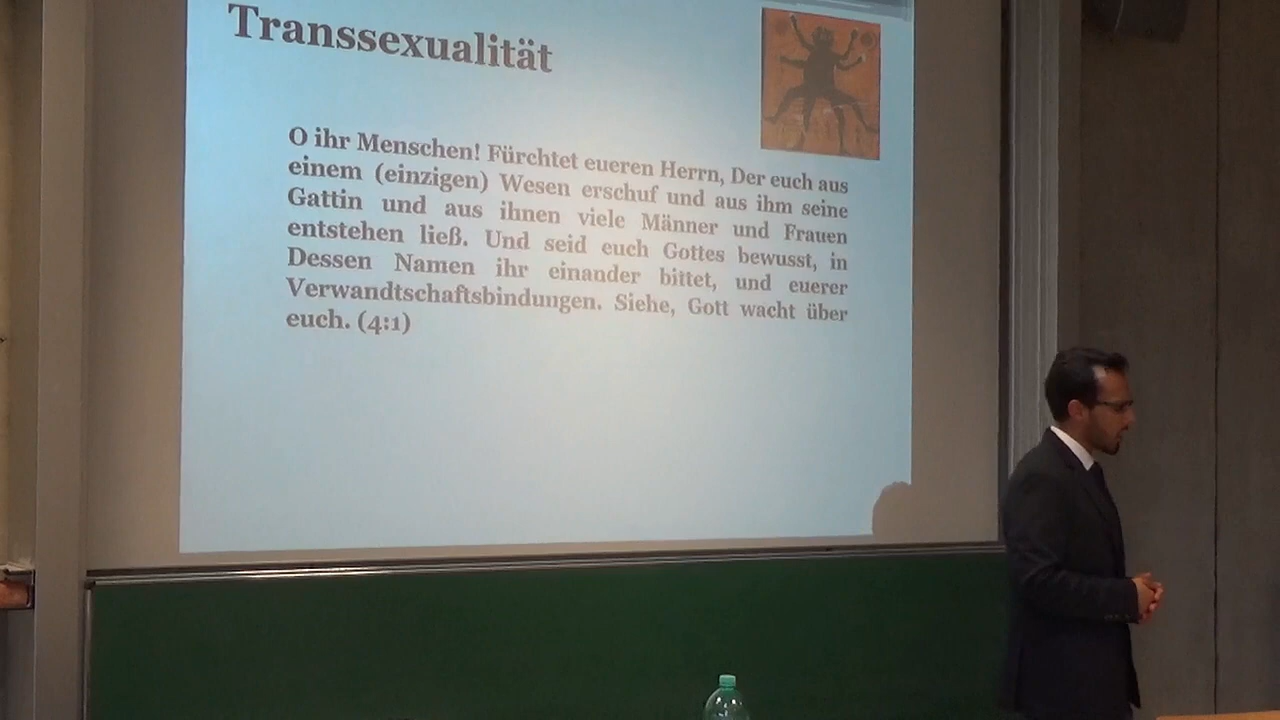 Transsexualität
O ihr Menschen! Fürchtet eueren Herrn, Der euch aus
einem (einzigen) Wesen erschuf und aus ihm seine
Gattin und aus ihnen viele Männer und Frauen
entstehen ließ. Und seid euch Gottes bewusst, in
Dessen Namen ihr einander bittet, und euerer
Verwandtschaftsbindungen. Siehe, Gott wacht über
euch. (4:1)